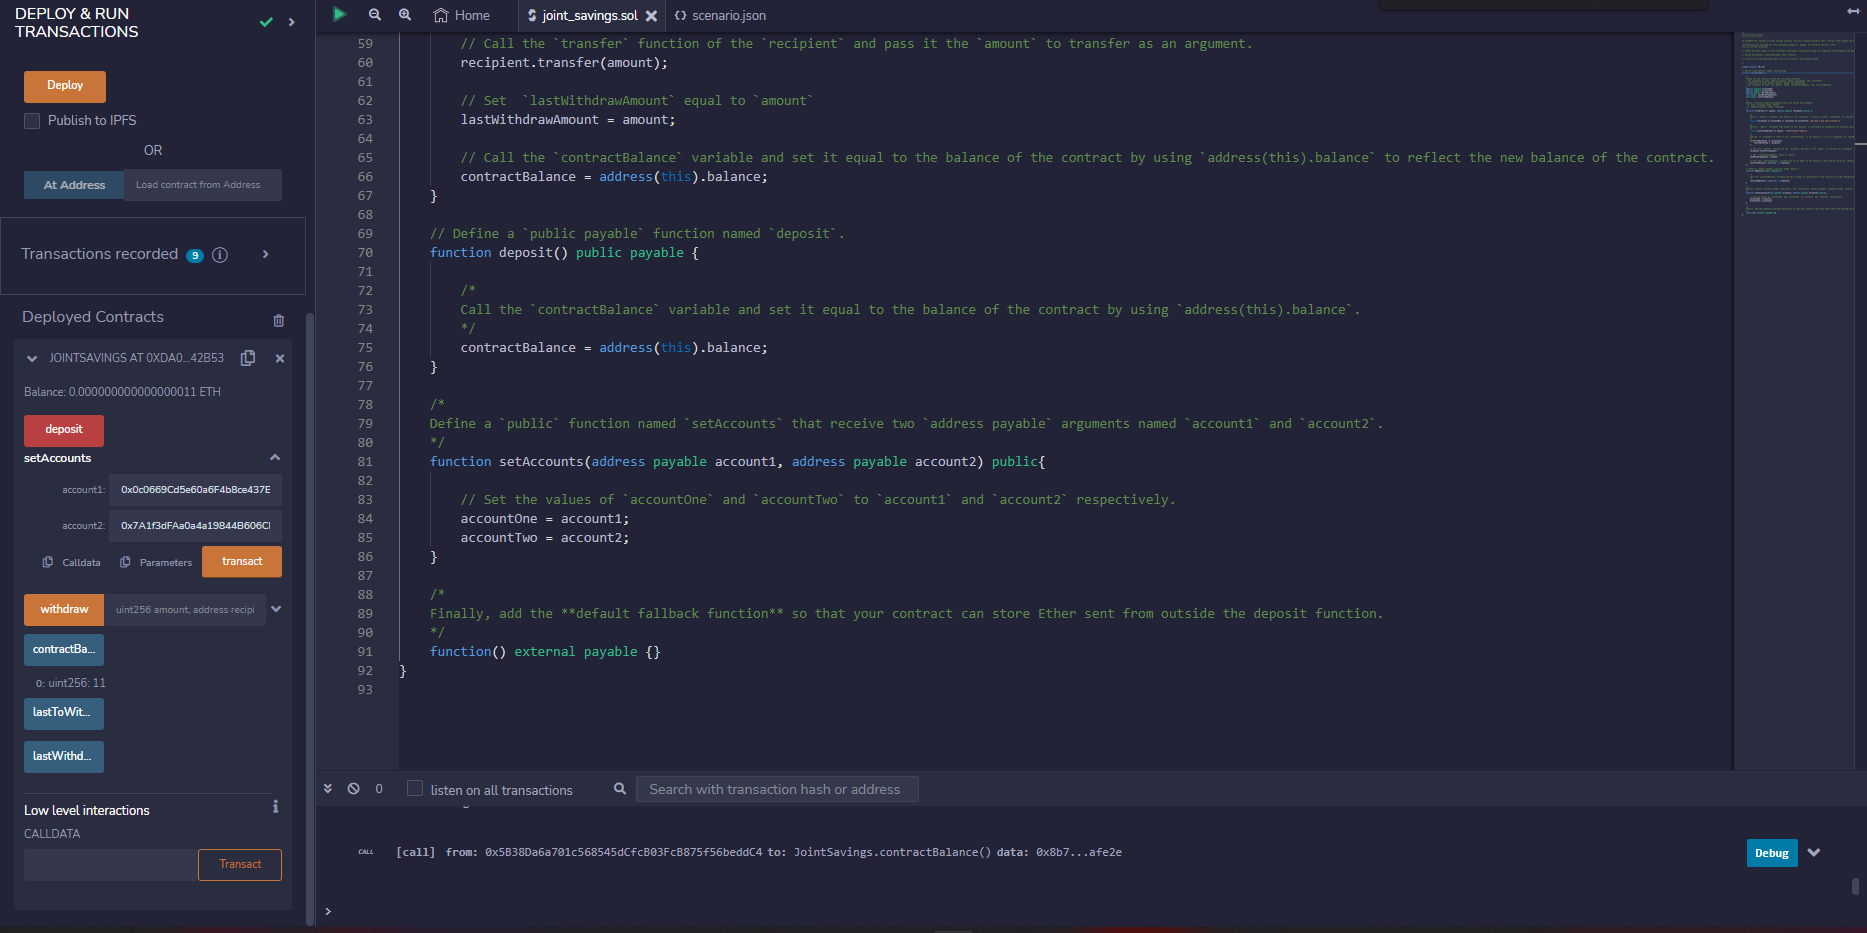 DEPLOY & RUN
TRANSACTIONS
Deploy
Publish to IPFS
OR
At Address
Load contract from Address
Transactions recorded 9 i
Deployed Contracts
JOINTSAVINGS AT 0XDA0...42B53
Balance: 0.000000000000000011 ETH
deposit
setAccounts
account1: 0x0c0669Cd5e60a6F4b8ce437E
account2: 0x7A1f3dFAa0a4a19844B606CI
Calldata Parameters transact
withdraw uint256 amount, address recipi
contractBa...
0: uint256: 11
lastToWit...
lastWithd...
Low level interactions i
CALLDATA
Transact
Home joint_savings.sol scenario.json
59 // Call the `transfer` function of the `recipient` and pass it the `amount` to transfer as an argument.
60 recipient.transfer(amount);
61
62 // Set  `lastWithdrawAmount` equal to `amount`
63 lastWithdrawAmount = amount;
64
65 // Call the `contractBalance` variable and set it equal to the balance of the contract by using `address(this).balance` to reflect the new balance of the contract.
66 contractBalance = address(this).balance;
67 }
68
69 // Define a `public payable` function named `deposit`.
70 function deposit() public payable {
71
72 /*
73 Call the `contractBalance` variable and set it equal to the balance of the contract by using `address(this).balance`.
74 */
75 contractBalance = address(this).balance;
76 }
77
78 /*
79 Define a `public` function named `setAccounts` that receive two `address payable` arguments named `account1` and `account2`.
80 */
81 function setAccounts(address payable account1, address payable account2) public{
82
83 // Set the values of `accountOne` and `accountTwo` to `account1` and `account2` respectively.
84 accountOne = account1;
85 accountTwo = account2;
86 }
87
88 /*
89 Finally, add the **default fallback function** so that your contract can store Ether sent from outside the deposit function.
90 */
91 function() external payable {}
92 }
93
0 listen on all transactions Search with transaction hash or address
CALL [call] from: 0x5B38Da6a701c568545dCfcB03FcB875f56beddC4 to: JointSavings.contractBalance() data: 0x8b7...afe2e
Debug
>